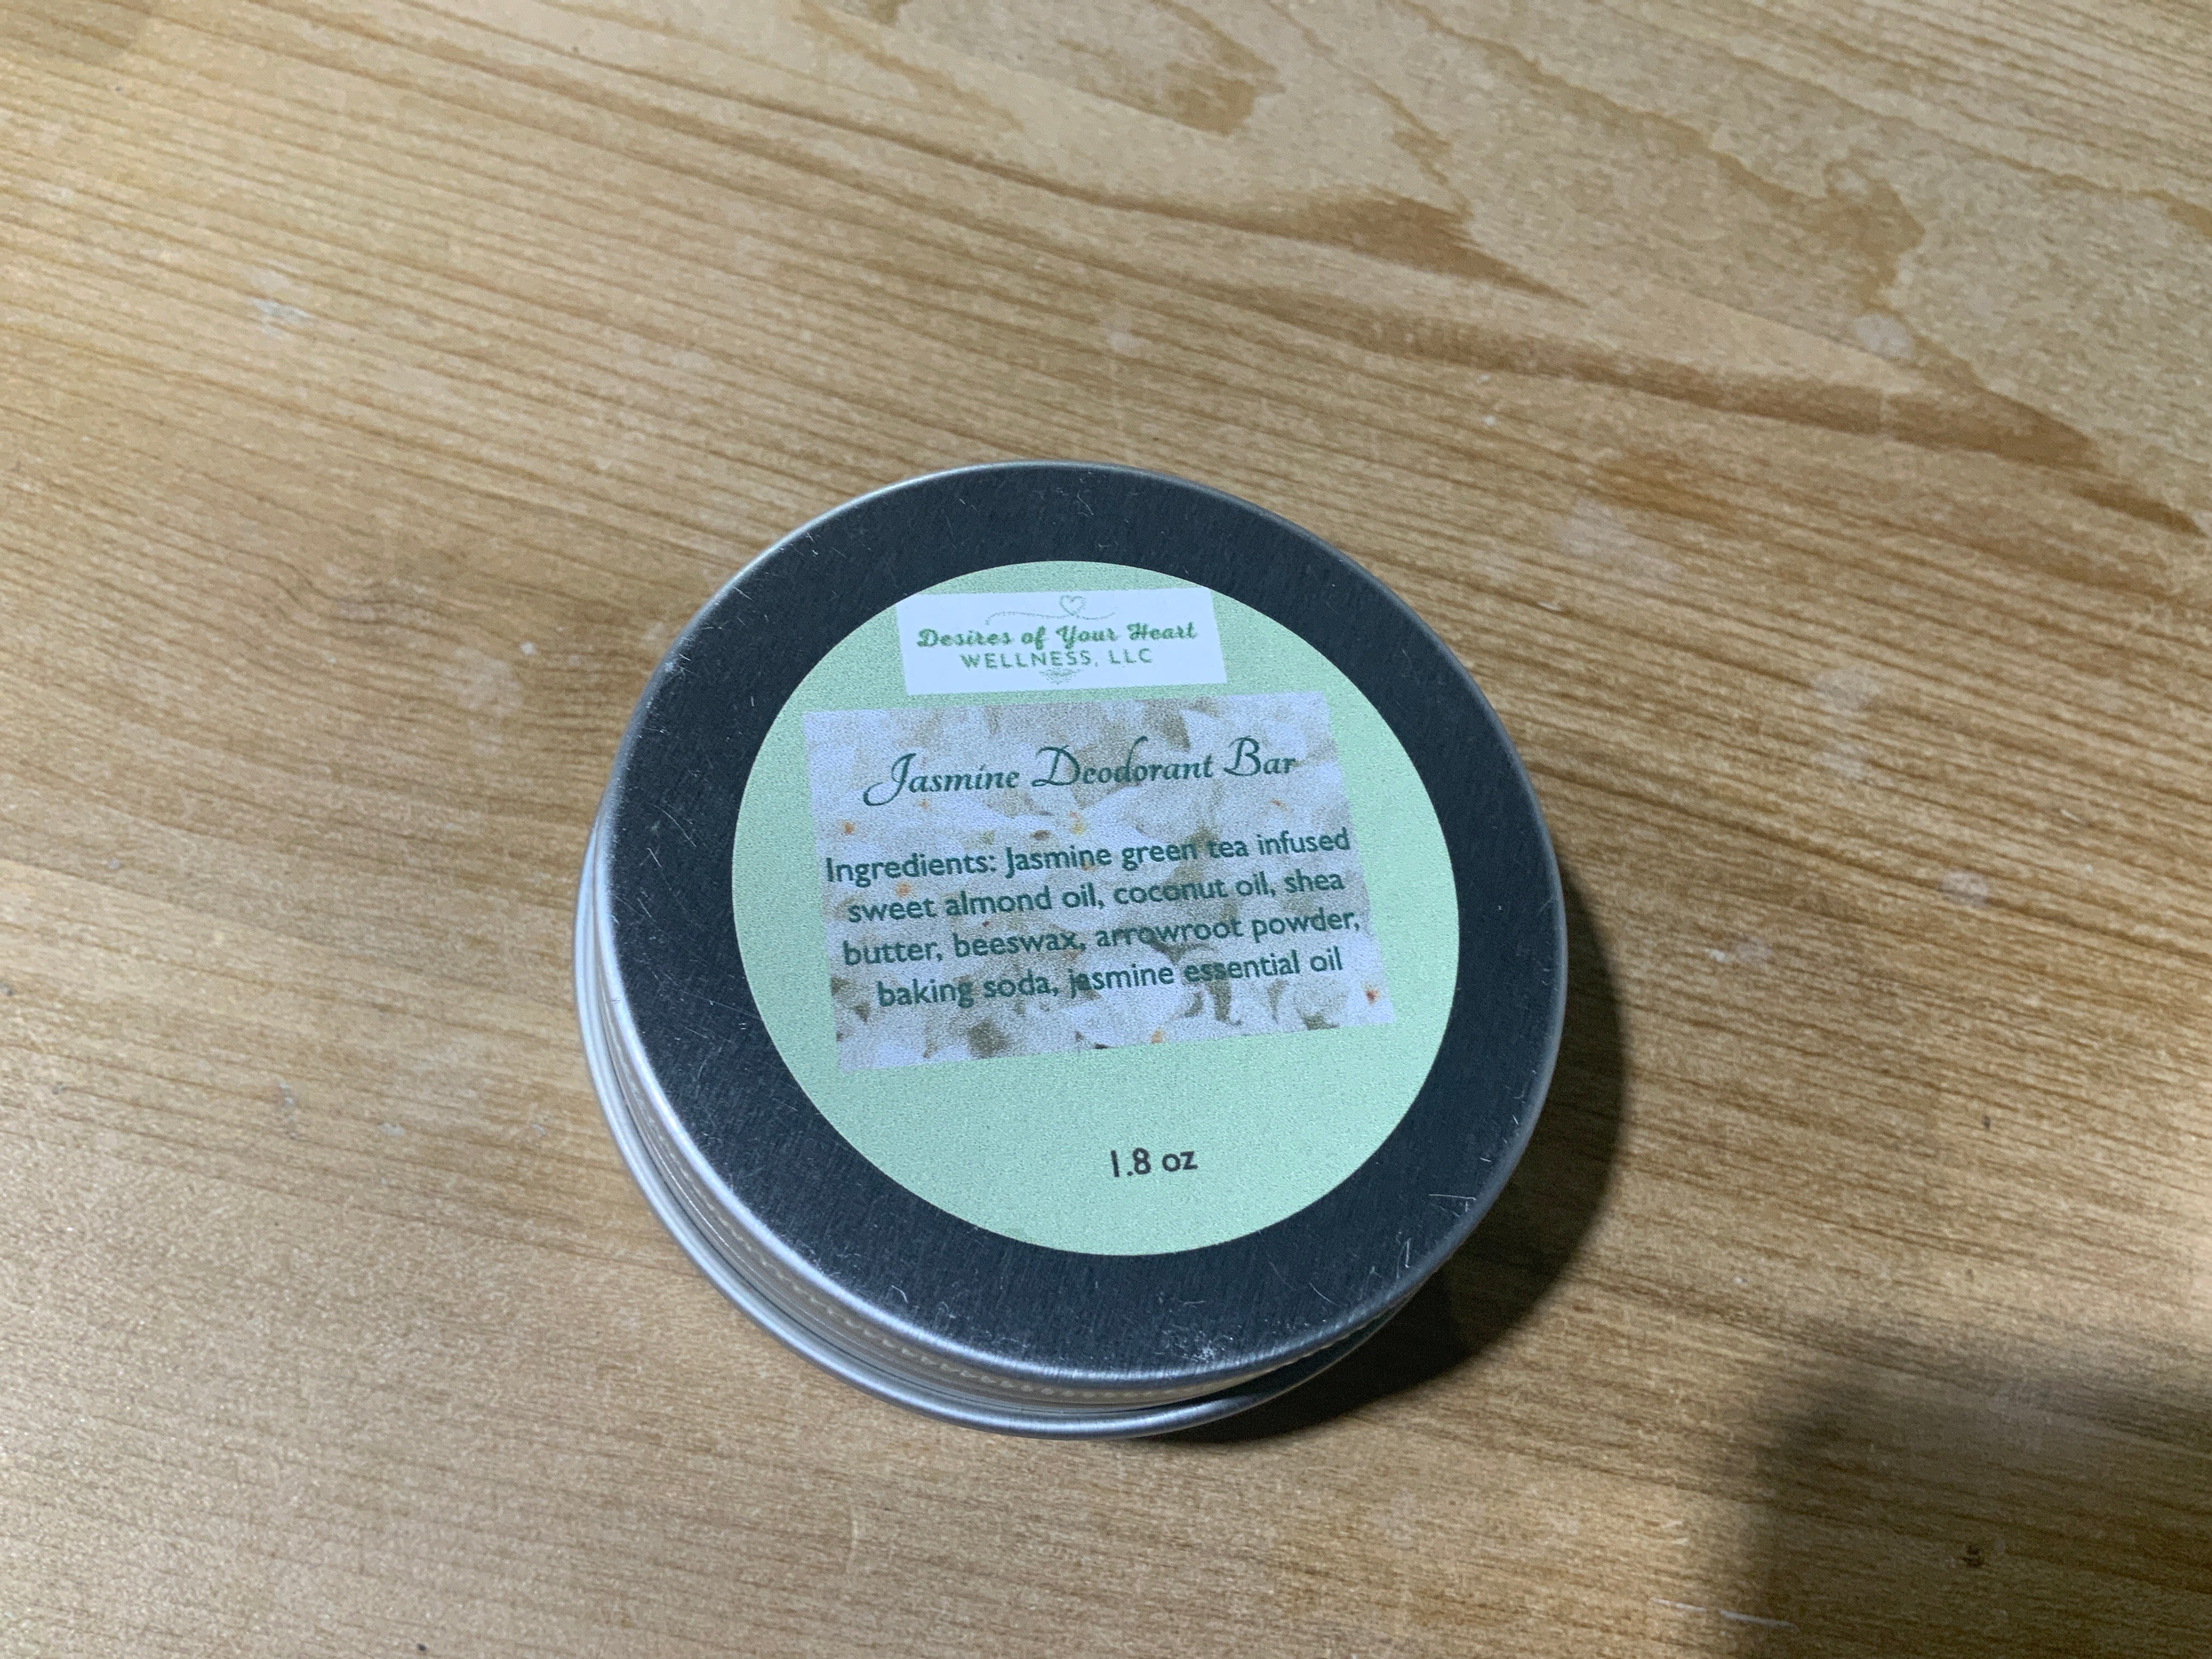 Desires of Your Heart
WELLNESS, LLC
Jasmine Deodorant Bar
Ingredients: Jasmine green tea infused
sweet almond oil, coconut oil, shea
butter, beeswax, arrowroot powder,
baking soda, jasmine essential oil
1.8 oz